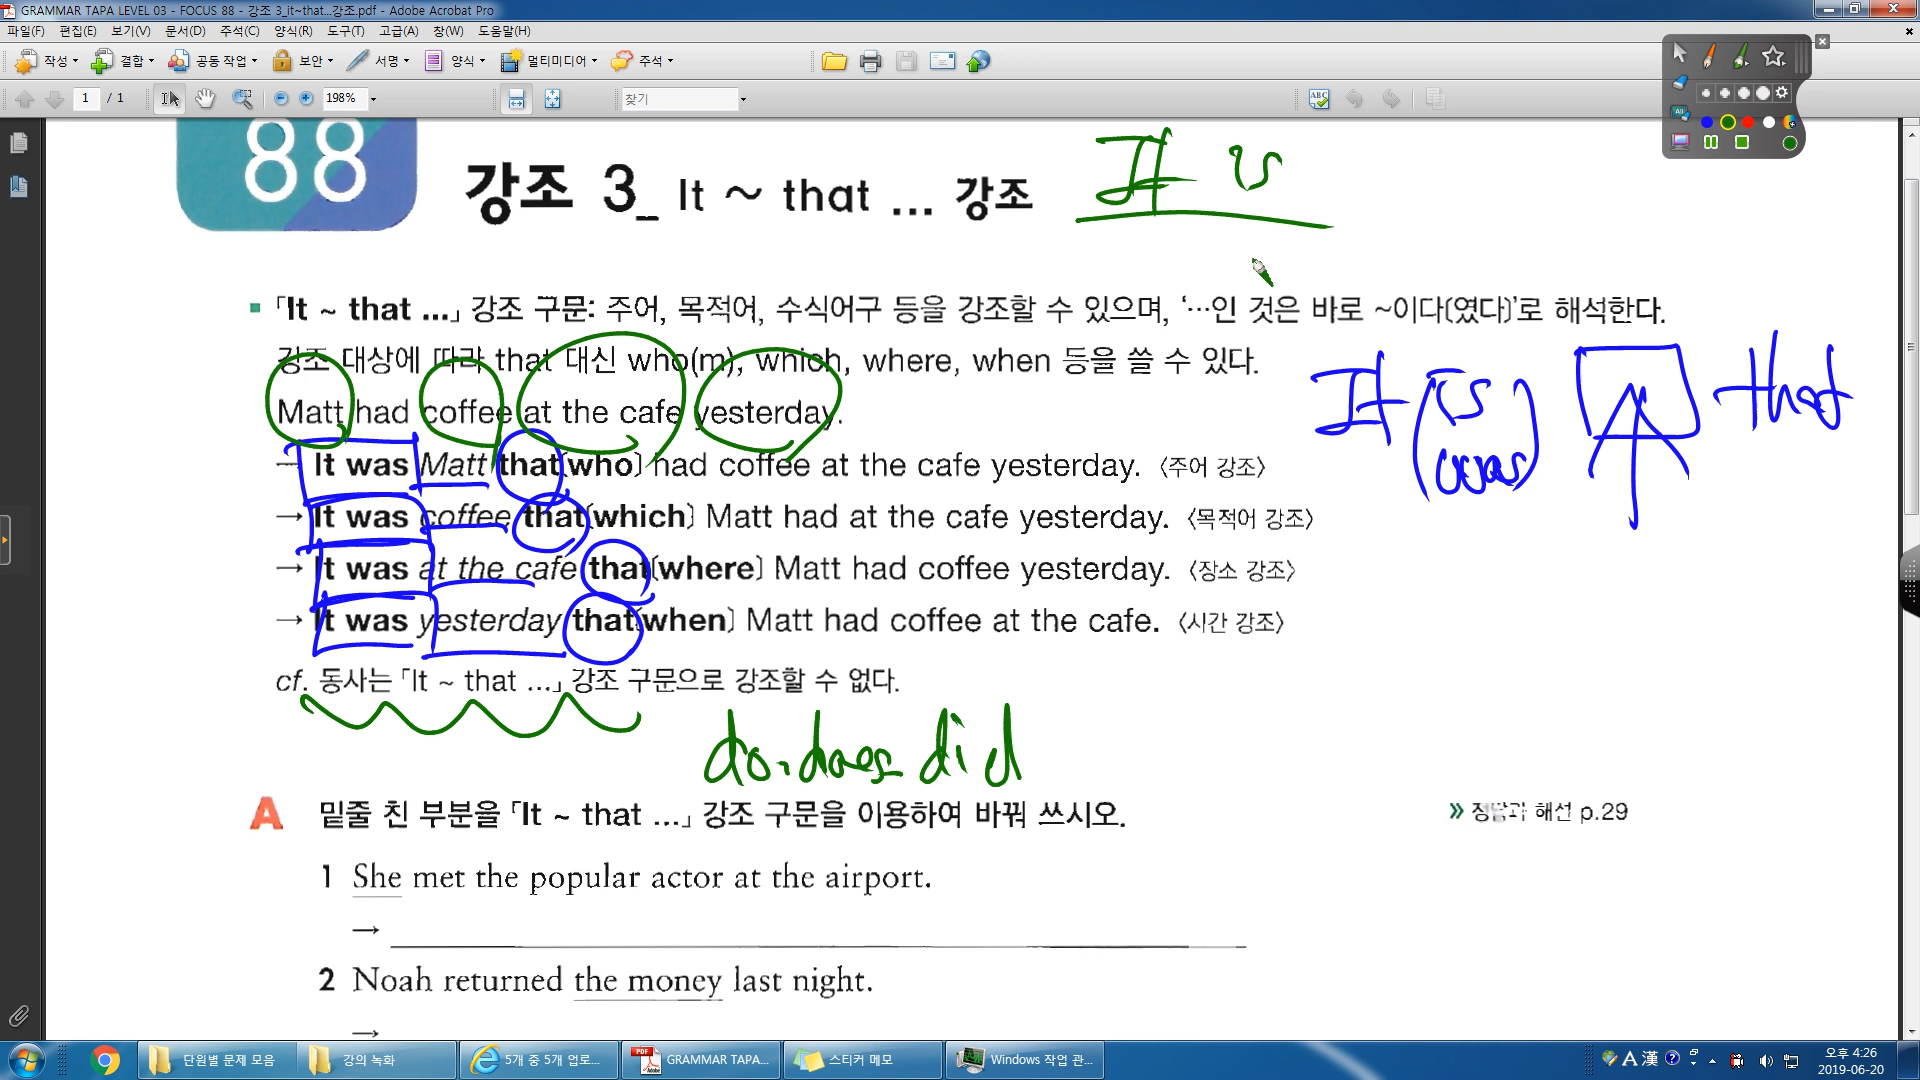 GRAMMAR TAPA LEVEL 03 - FOCUS 88 - 강조 3_it~that...강조.pdf - Adobe Acrobat Pro
파일(F) 편집(E) 보기(V) 문서(D) 주석(C) 양식(R) 도구(T) 고급(A) 창(W) 도움말(H)
작성 결합 공동 작업 보안 서명 양식 멀티미디어 주석
1 / 1 198% 찾기
88
강조 3_ It ~ that ... 강조
It is
「It ~ that ...」 강조 구문: 주어, 목적어, 수식어구 등을 강조할 수 있으며, '…인 것은 바로 ~이다(였다)'로 해석한다.
강조 대상에 따라 that 대신 who(m), which, where, when 등을 쓸 수 있다.
It (is was) that
Matt had coffee at the cafe yesterday.
→ It was Matt that(who) had coffee at the cafe yesterday. 〈주어 강조〉
→ It was coffee that(which) Matt had at the cafe yesterday. 〈목적어 강조〉
→ It was at the cafe that(where) Matt had coffee yesterday. 〈장소 강조〉
→ It was yesterday that(when) Matt had coffee at the cafe. 〈시간 강조〉
cf. 동사는 「It ~ that ...」 강조 구문으로 강조할 수 없다.
do. does did
A 밑줄 친 부분을 「It ~ that ...」 강조 구문을 이용하여 바꿔 쓰시오.
» 정답과 해설 p.29
1 She met the popular actor at the airport.
→
2 Noah returned the money last night.
→
단원별 문제 모음 강의 녹화 5개 중 5개 업로... GRAMMAR TAPA... 스티커 메모 Windows 작업 관...
A 漢
오후 4:26
2019-06-20